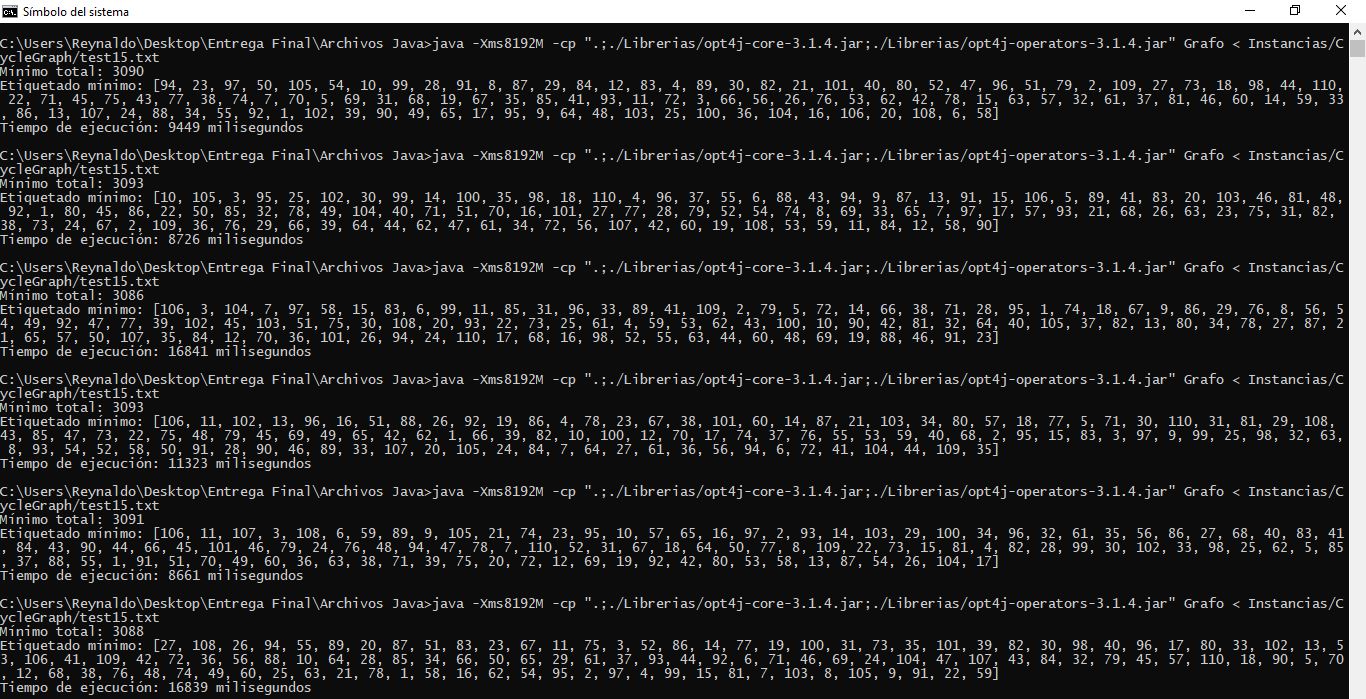 Símbolo del sistema
C:\Users\Reynaldo\Desktop\Entrega Final\Archivos Java>java -Xms8192M -cp ".;./Librerias/opt4j-core-3.1.4.jar;./Librerias/opt4j-operators-3.1.4.jar" Grafo < Instancias/C
ycleGraph/test15.txt
Mínimo total: 3090
Etiquetado mínimo: [94, 23, 97, 50, 105, 54, 10, 99, 28, 91, 8, 87, 29, 84, 12, 83, 4, 89, 30, 82, 21, 101, 40, 80, 52, 47, 96, 51, 79, 2, 109, 27, 73, 18, 98, 44, 110,
 22, 71, 45, 75, 43, 77, 38, 74, 7, 70, 5, 69, 31, 68, 19, 67, 35, 85, 41, 93, 11, 72, 3, 66, 56, 26, 76, 53, 62, 42, 78, 15, 63, 57, 32, 61, 37, 81, 46, 60, 14, 59, 33
, 86, 13, 107, 24, 88, 34, 55, 92, 1, 102, 39, 90, 49, 65, 17, 95, 9, 64, 48, 103, 25, 100, 36, 104, 16, 106, 20, 108, 6, 58]
Tiempo de ejecución: 9449 milisegundos
C:\Users\Reynaldo\Desktop\Entrega Final\Archivos Java>java -Xms8192M -cp ".;./Librerias/opt4j-core-3.1.4.jar;./Librerias/opt4j-operators-3.1.4.jar" Grafo < Instancias/C
ycleGraph/test15.txt
Mínimo total: 3093
Etiquetado mínimo: [10, 105, 3, 95, 25, 102, 30, 99, 14, 100, 35, 98, 18, 110, 4, 96, 37, 55, 6, 88, 43, 94, 9, 87, 13, 91, 15, 106, 5, 89, 41, 83, 20, 103, 46, 81, 48,
 92, 1, 80, 45, 86, 22, 50, 85, 32, 78, 49, 104, 40, 71, 51, 70, 16, 101, 27, 77, 28, 79, 52, 54, 74, 8, 69, 33, 65, 7, 97, 17, 57, 93, 21, 68, 26, 63, 23, 75, 31, 82,
38, 73, 24, 67, 2, 109, 36, 76, 29, 66, 39, 64, 44, 62, 47, 61, 34, 72, 56, 107, 42, 60, 19, 108, 53, 59, 11, 84, 12, 58, 90]
Tiempo de ejecución: 8726 milisegundos
C:\Users\Reynaldo\Desktop\Entrega Final\Archivos Java>java -Xms8192M -cp ".;./Librerias/opt4j-core-3.1.4.jar;./Librerias/opt4j-operators-3.1.4.jar" Grafo < Instancias/C
ycleGraph/test15.txt
Mínimo total: 3086
Etiquetado mínimo: [106, 3, 104, 7, 97, 58, 15, 83, 6, 99, 11, 85, 31, 96, 33, 89, 41, 109, 2, 79, 5, 72, 14, 66, 38, 71, 28, 95, 1, 74, 18, 67, 9, 86, 29, 76, 8, 56, 5
4, 49, 92, 47, 77, 39, 102, 45, 103, 51, 75, 30, 108, 20, 93, 22, 73, 25, 61, 4, 59, 53, 62, 43, 100, 10, 90, 42, 81, 32, 64, 40, 105, 37, 82, 13, 80, 34, 78, 27, 87, 2
1, 65, 57, 50, 107, 35, 84, 12, 70, 36, 101, 26, 94, 24, 110, 17, 68, 16, 98, 52, 55, 63, 44, 60, 48, 69, 19, 88, 46, 91, 23]
Tiempo de ejecución: 16841 milisegundos
C:\Users\Reynaldo\Desktop\Entrega Final\Archivos Java>java -Xms8192M -cp ".;./Librerias/opt4j-core-3.1.4.jar;./Librerias/opt4j-operators-3.1.4.jar" Grafo < Instancias/C
ycleGraph/test15.txt
Mínimo total: 3093
Etiquetado mínimo: [106, 11, 102, 13, 96, 16, 51, 88, 26, 92, 19, 86, 4, 78, 23, 67, 38, 101, 60, 14, 87, 21, 103, 34, 80, 57, 18, 77, 5, 71, 30, 110, 31, 81, 29, 108,
43, 85, 47, 73, 22, 75, 48, 79, 45, 69, 49, 65, 42, 62, 1, 66, 39, 82, 10, 100, 12, 70, 17, 74, 37, 76, 55, 53, 59, 40, 68, 2, 95, 15, 83, 3, 97, 9, 99, 25, 98, 32, 63,
 8, 93, 54, 52, 58, 50, 91, 28, 90, 46, 89, 33, 107, 20, 105, 24, 84, 7, 64, 27, 61, 36, 56, 94, 6, 72, 41, 104, 44, 109, 35]
Tiempo de ejecución: 11323 milisegundos
C:\Users\Reynaldo\Desktop\Entrega Final\Archivos Java>java -Xms8192M -cp ".;./Librerias/opt4j-core-3.1.4.jar;./Librerias/opt4j-operators-3.1.4.jar" Grafo < Instancias/C
ycleGraph/test15.txt
Mínimo total: 3091
Etiquetado mínimo: [106, 11, 107, 3, 108, 6, 59, 89, 9, 105, 21, 74, 23, 95, 10, 57, 65, 16, 97, 2, 93, 14, 103, 29, 100, 34, 96, 32, 61, 35, 56, 86, 27, 68, 40, 83, 41
, 84, 43, 90, 44, 66, 45, 101, 46, 79, 24, 76, 48, 94, 47, 78, 7, 110, 52, 31, 67, 18, 64, 50, 77, 8, 109, 22, 73, 15, 81, 4, 82, 28, 99, 30, 102, 33, 98, 25, 62, 5, 85
, 37, 88, 55, 1, 91, 51, 70, 49, 60, 36, 63, 38, 71, 39, 75, 20, 72, 12, 69, 19, 92, 42, 80, 53, 58, 13, 87, 54, 26, 104, 17]
Tiempo de ejecución: 8661 milisegundos
C:\Users\Reynaldo\Desktop\Entrega Final\Archivos Java>java -Xms8192M -cp ".;./Librerias/opt4j-core-3.1.4.jar;./Librerias/opt4j-operators-3.1.4.jar" Grafo < Instancias/C
ycleGraph/test15.txt
Mínimo total: 3088
Etiquetado mínimo: [27, 108, 26, 94, 55, 89, 20, 87, 51, 83, 23, 67, 11, 75, 3, 52, 86, 14, 77, 19, 100, 31, 73, 35, 101, 39, 82, 30, 98, 40, 96, 17, 80, 33, 102, 13, 5
3, 106, 41, 109, 42, 72, 36, 56, 88, 10, 64, 28, 85, 34, 66, 50, 65, 29, 61, 37, 93, 44, 92, 6, 71, 46, 69, 24, 104, 47, 107, 43, 84, 32, 79, 45, 57, 110, 18, 90, 5, 70
, 12, 68, 38, 76, 48, 74, 49, 60, 25, 63, 21, 78, 1, 58, 16, 62, 54, 95, 2, 97, 4, 99, 15, 81, 7, 103, 8, 105, 9, 91, 22, 59]
Tiempo de ejecución: 16839 milisegundos